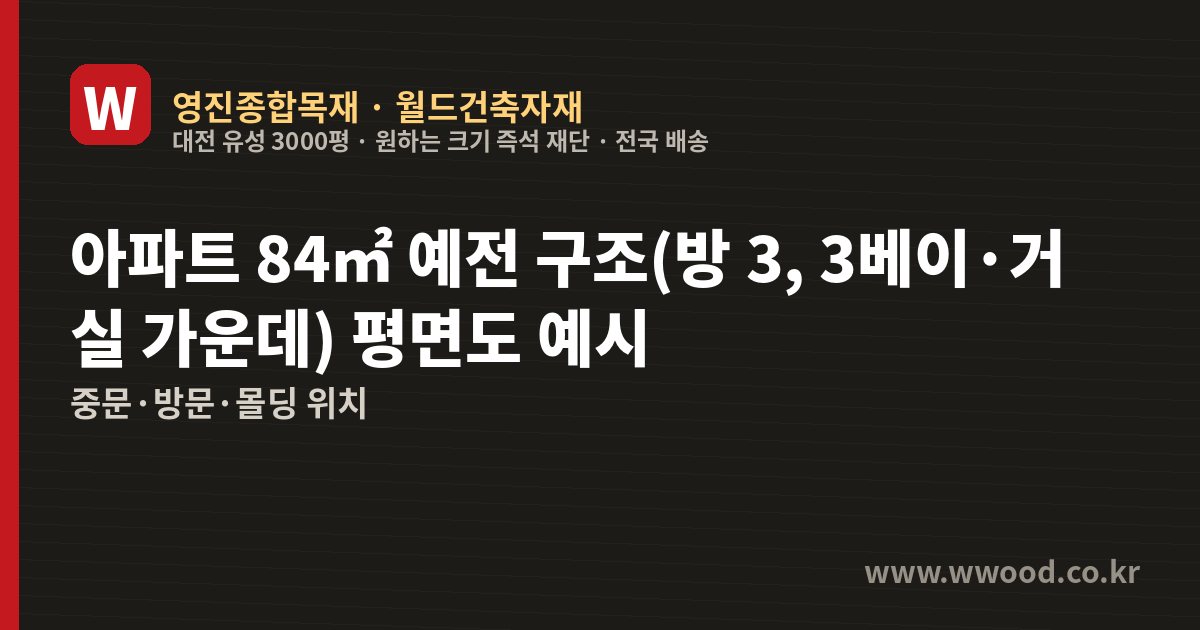 W
영진종합목재 · 월드건축자재
대전 유성 3000평 · 원하는 크기 즉석 재단 · 전국 배송
아파트 84㎡ 예전 구조(방 3, 3베이·거
실 가운데) 평면도 예시
중문·방문·몰딩 위치
www.wwood.co.kr